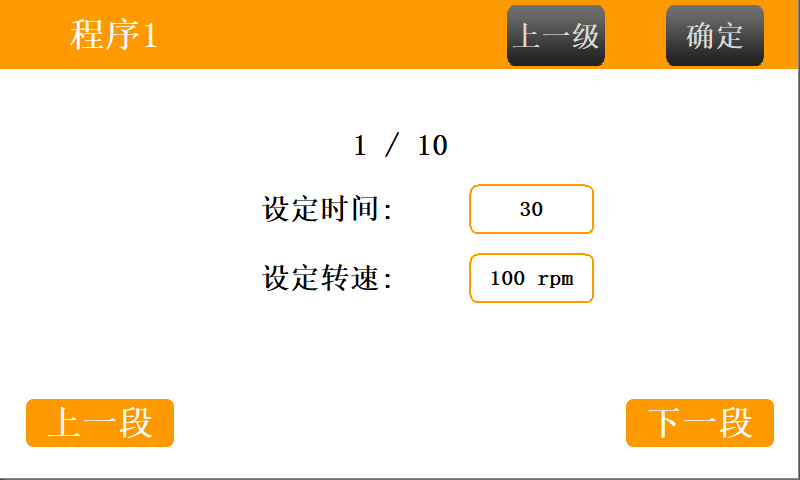 程序1
上一级
确定
1 / 10
设定时间: 30
设定转速: 100 rpm
上一段
下一段